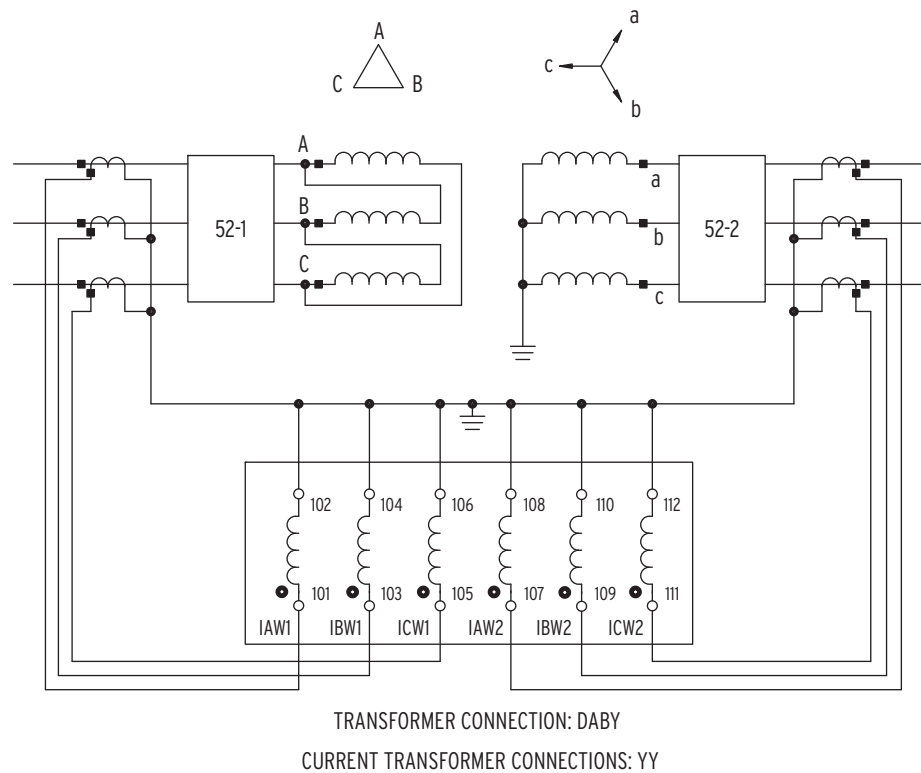 A
C B
a
c
b
A
B
C
52-1
a
b
c
52-2
102 104 106 108 110 112
101 103 105 107 109 111
IAW1 IBW1 ICW1 IAW2 IBW2 ICW2
TRANSFORMER CONNECTION: DABY
CURRENT TRANSFORMER CONNECTIONS: YY